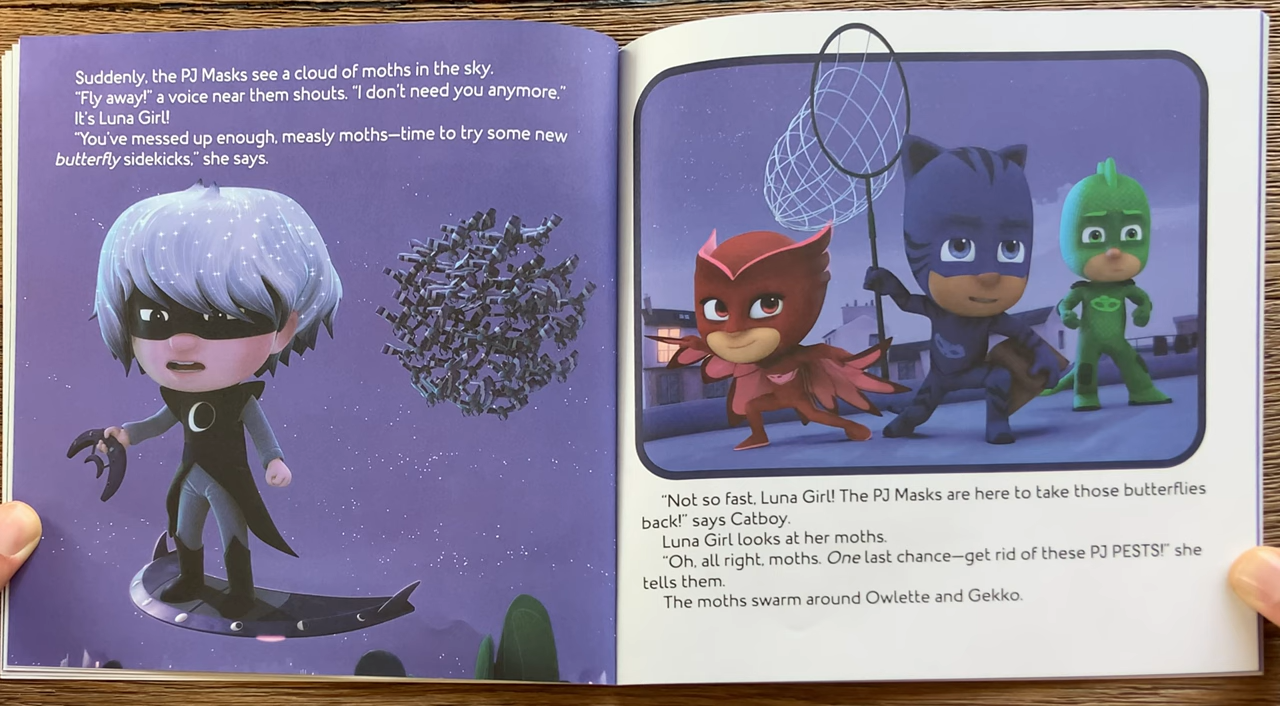 Suddenly, the PJ Masks see a cloud of moths in the sky.
“Fly away!” a voice near them shouts. “I don’t need you anymore.”
It’s Luna Girl!
“You’ve messed up enough, measly moths—time to try some new
butterfly sidekicks,” she says.
“Not so fast, Luna Girl! The PJ Masks are here to take those butterflies
back!” says Catboy.
Luna Girl looks at her moths.
“Oh, all right, moths. One last chance—get rid of these PJ PESTS!” she
tells them.
The moths swarm around Owlette and Gekko.